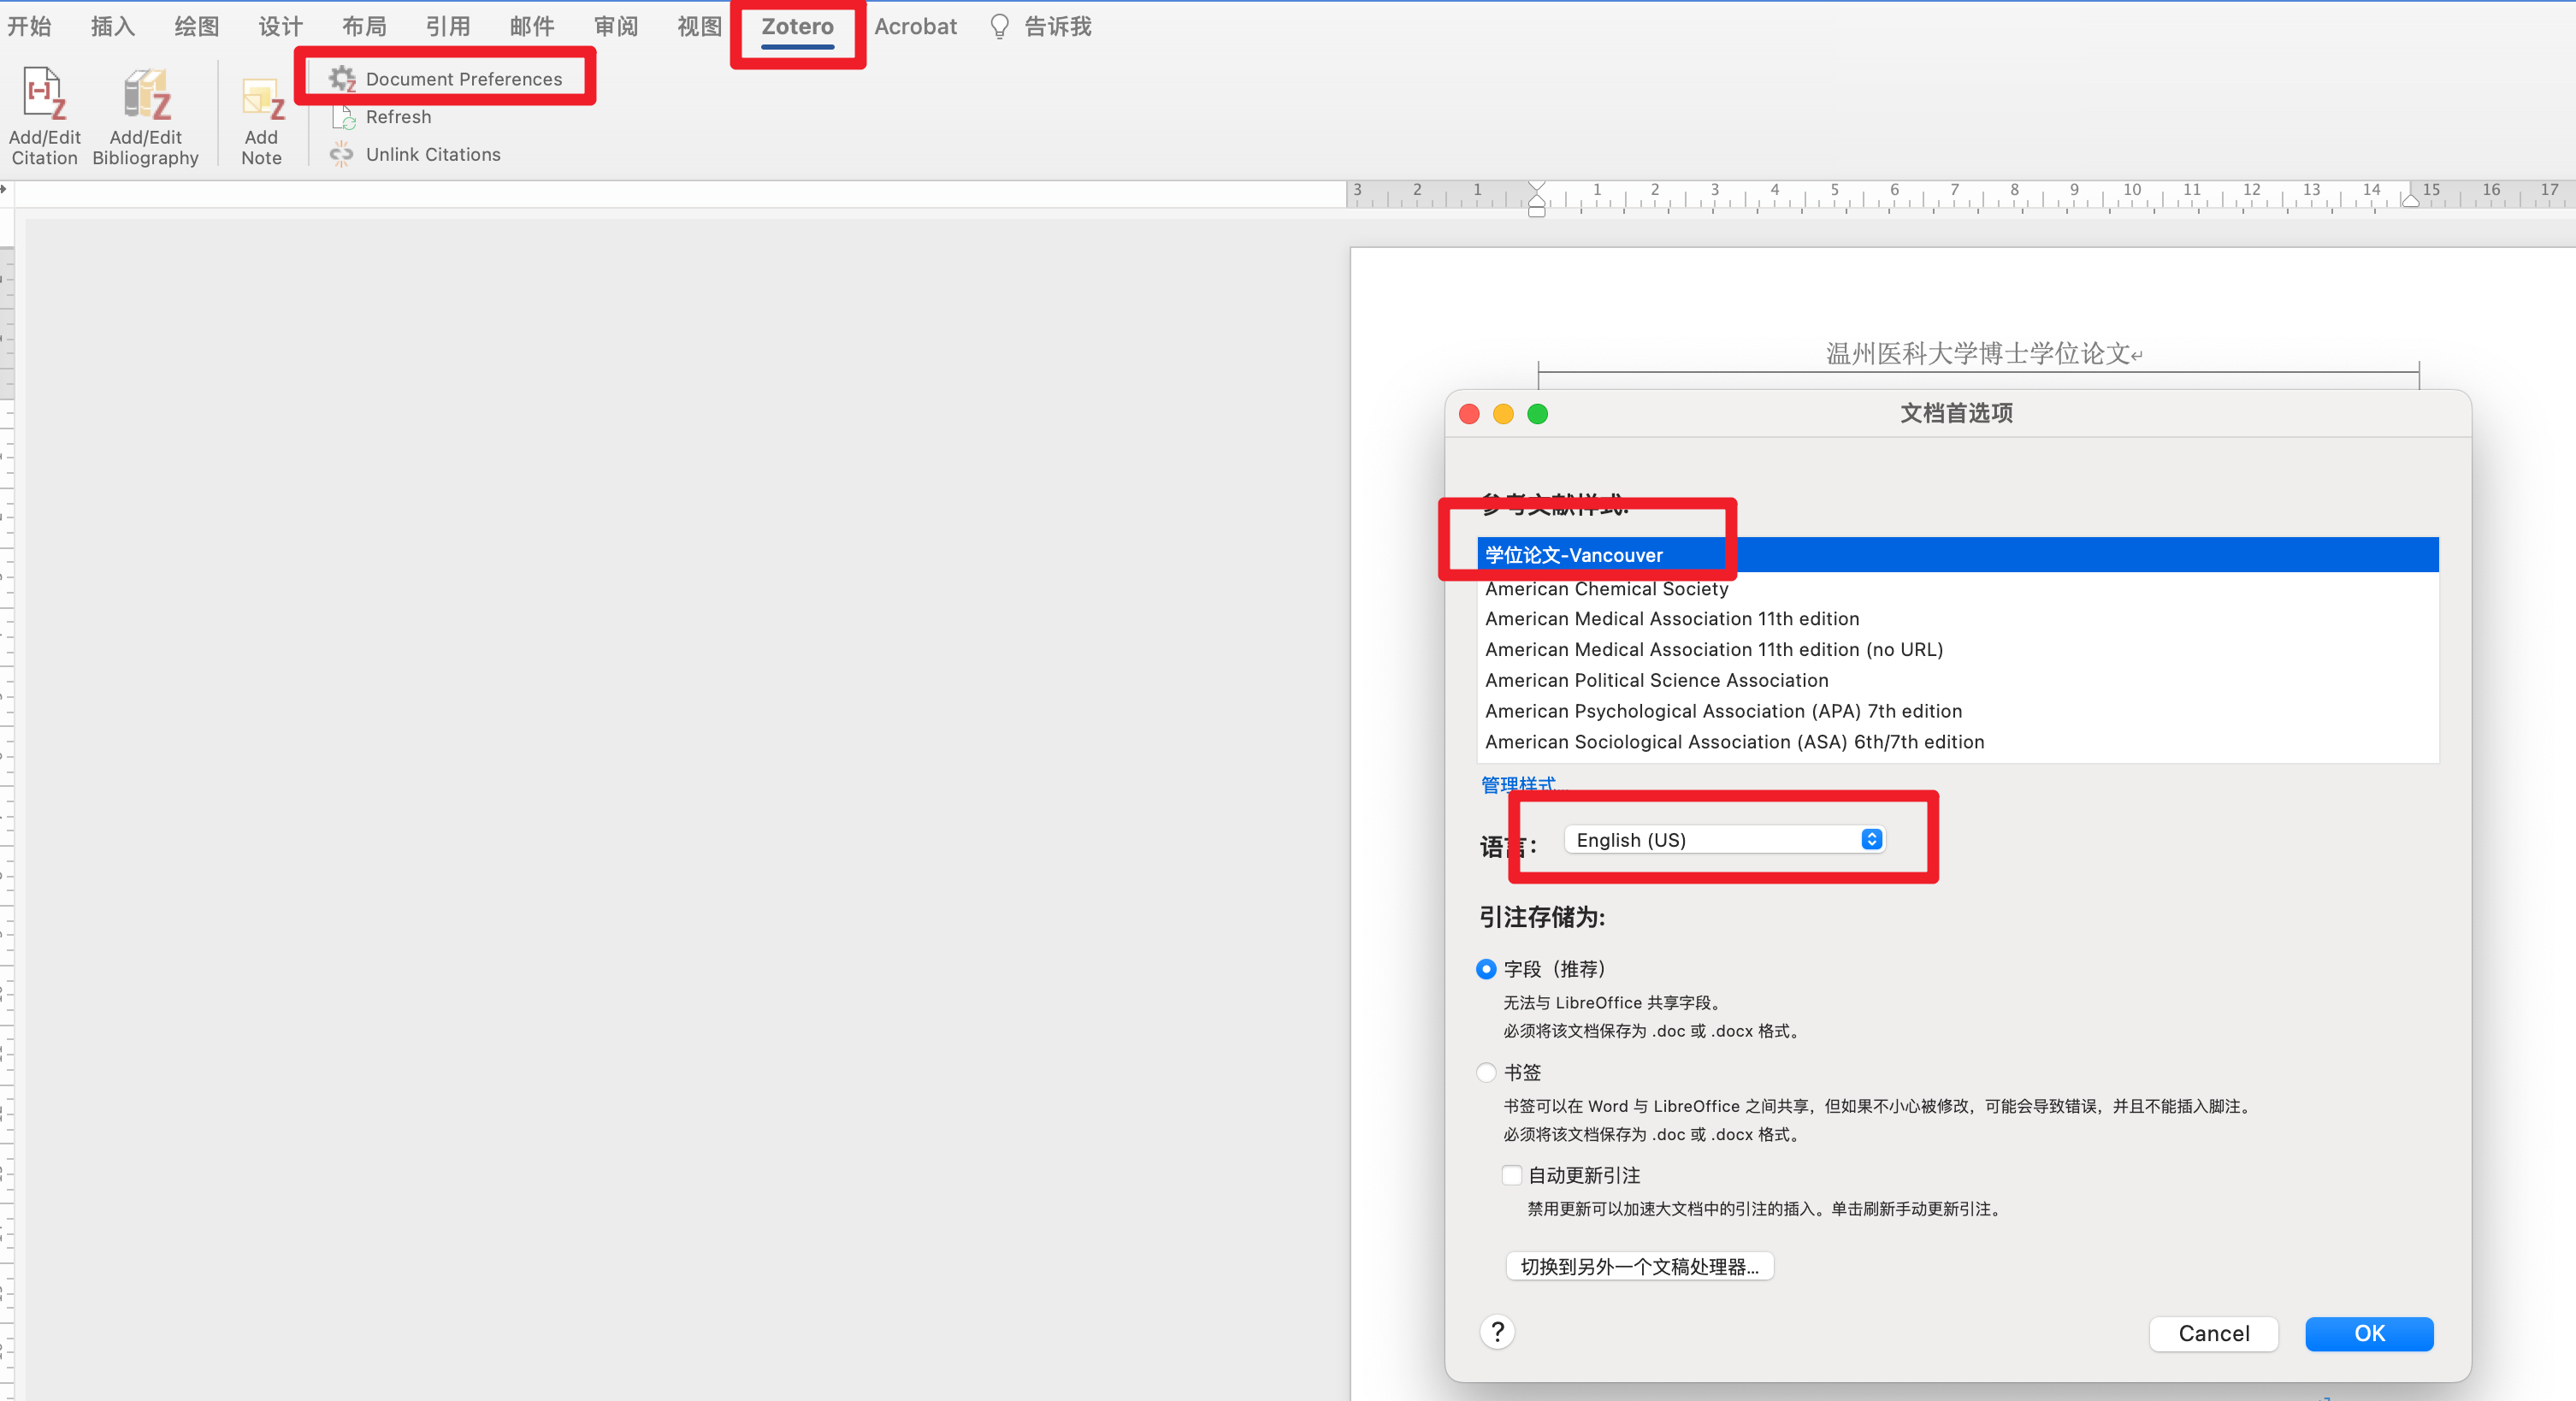 开始 插入 绘图 设计 布局 引用 邮件 审阅 视图 Zotero Acrobat 告诉我
Document Preferences
Refresh
Unlink Citations
Add/Edit Citation
Add/Edit Bibliography
Add Note
3 2 1 1 2 3 4 5 6 7 8 9 10 11 12 13 14 15 16 17
温州医科大学博士学位论文
文档首选项
参考文献样式:
学位论文-Vancouver
American Chemical Society
American Medical Association 11th edition
American Medical Association 11th edition (no URL)
American Political Science Association
American Psychological Association (APA) 7th edition
American Sociological Association (ASA) 6th/7th edition
管理样式...
语言: English (US)
引注存储为:
字段（推荐）
无法与 LibreOffice 共享字段。
必须将该文档保存为 .doc 或 .docx 格式。
书签
书签可以在 Word 与 LibreOffice 之间共享，但如果不小心被修改，可能会导致错误，并且不能插入脚注。
必须将该文档保存为 .doc 或 .docx 格式。
自动更新引注
禁用更新可以加速大文档中的引注的插入。单击刷新手动更新引注。
切换到另外一个文稿处理器...
?
Cancel OK